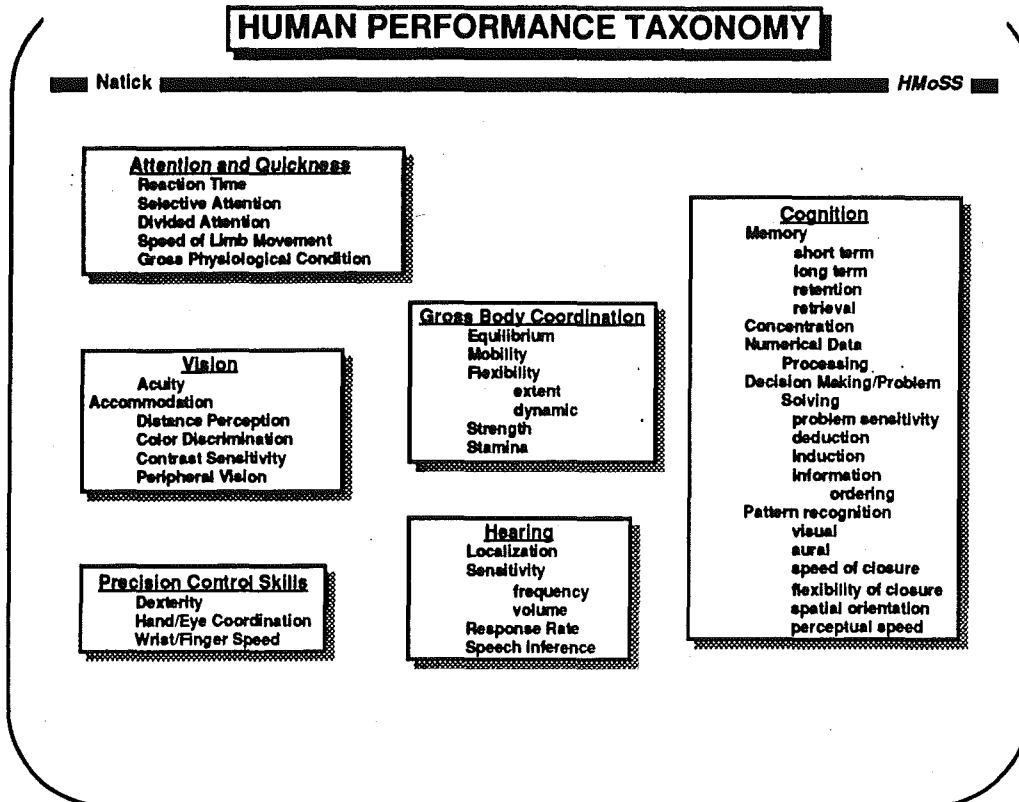 HUMAN PERFORMANCE TAXONOMY
Natick
HMoSS
Attention and Quickness
Reaction Time
Selective Attention
Divided Attention
Speed of Limb Movement
Gross Physiological Condition
Vision
Acuity
Accommodation
Distance Perception
Color Discrimination
Contrast Sensitivity
Peripheral Vision
Precision Control Skills
Dexterity
Hand/Eye Coordination
Wrist/Finger Speed
Gross Body Coordination
Equilibrium
Mobility
Flexibility
extent
dynamic
Strength
Stamina
Hearing
Localization
Sensitivity
frequency
volume
Response Rate
Speech Inference
Cognition
Memory
short term
long term
retention
retrieval
Concentration
Numerical Data
Processing
Decision Making/Problem
Solving
problem sensitivity
deduction
induction
information
ordering
Pattern recognition
visual
aural
speed of closure
flexibility of closure
spatial orientation
perceptual speed